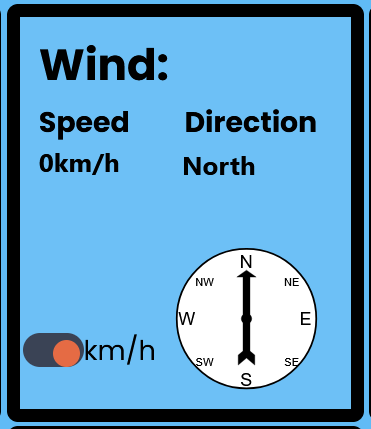 Wind:
Speed Direction
0km/h North
N
NW NE
W E
SW SE
S
km/h